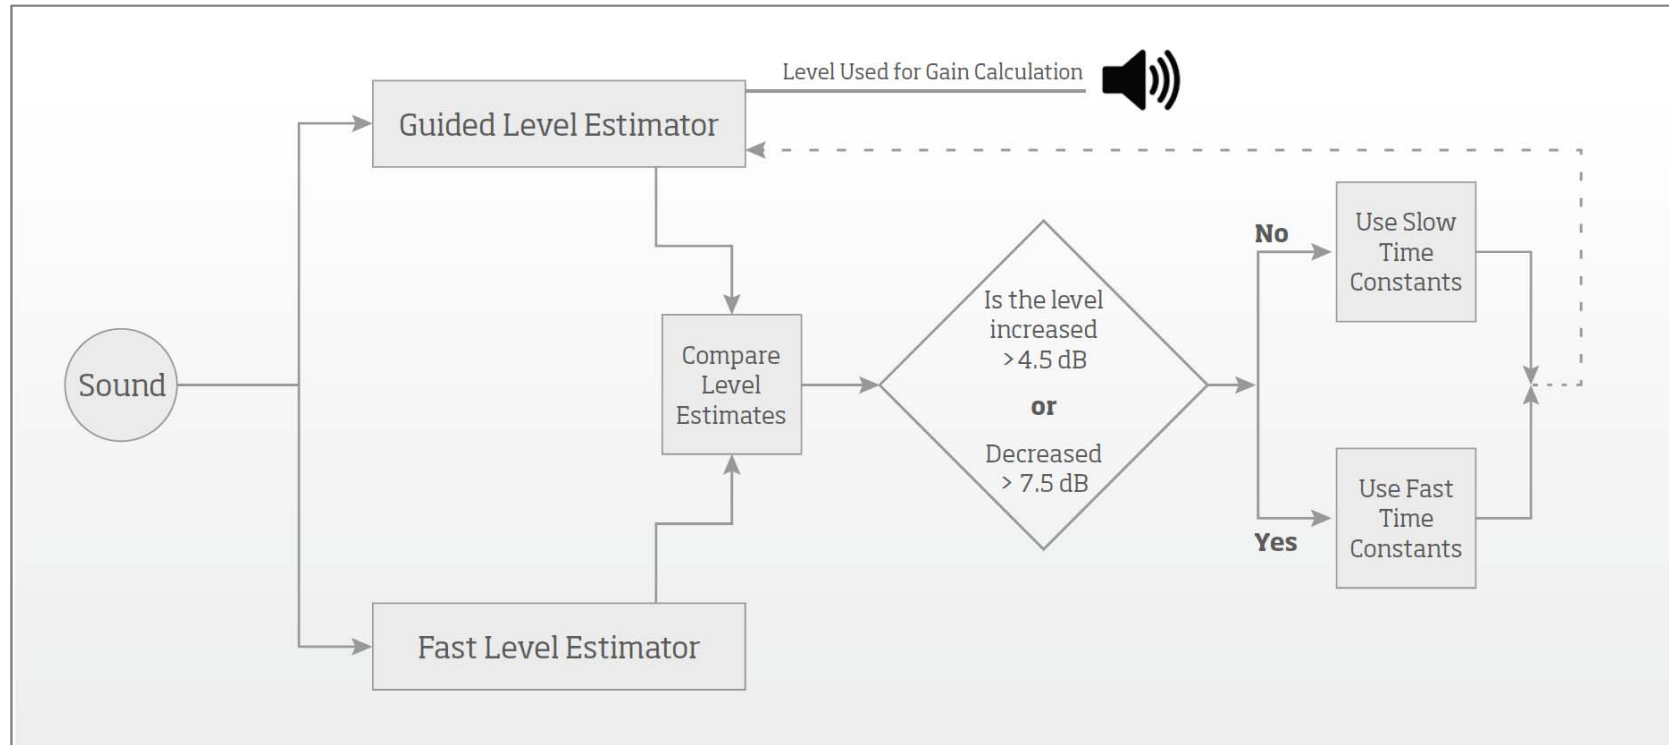 Level Used for Gain Calculation
Guided Level Estimator
Sound
Compare
Level
Estimates
Is the level
increased
>4.5 dB
or
Decreased
> 7.5 dB
No
Use Slow
Time
Constants
Yes
Use Fast
Time
Constants
Fast Level Estimator